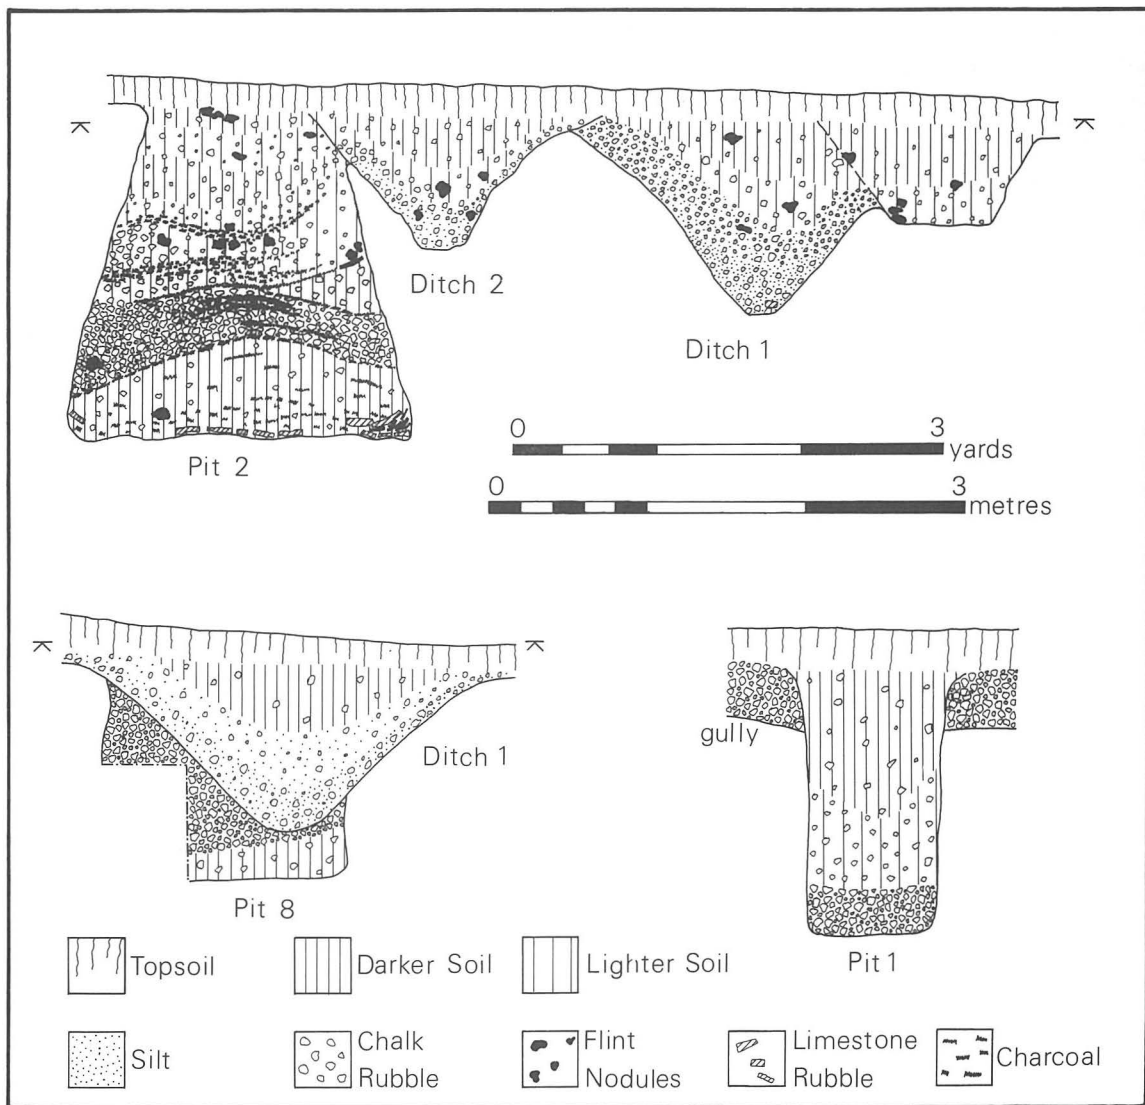 K
K
Ditch 2
Ditch 1
Pit 2
0 3 yards
0 3 metres
K
K
Ditch 1
Pit 8
gully
Pit 1
Topsoil
Darker Soil
Lighter Soil
Silt
Chalk
Rubble
Flint
Nodules
Limestone
Rubble
Charcoal